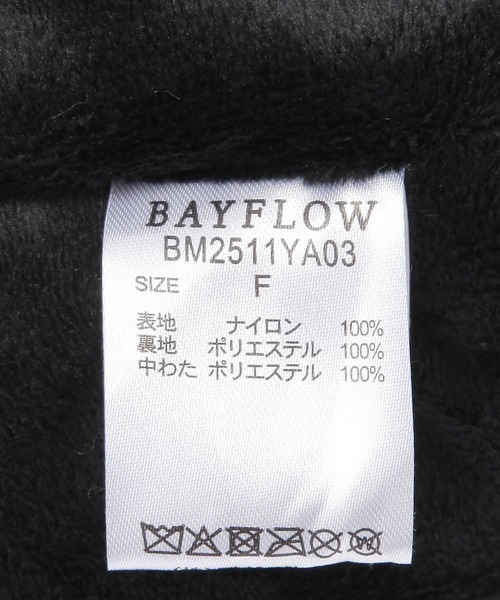 BAYFLOW
BM2511YA03
SIZE F
表地 ナイロン 100%
裏地 ポリエステル 100%
中わた ポリエステル 100%